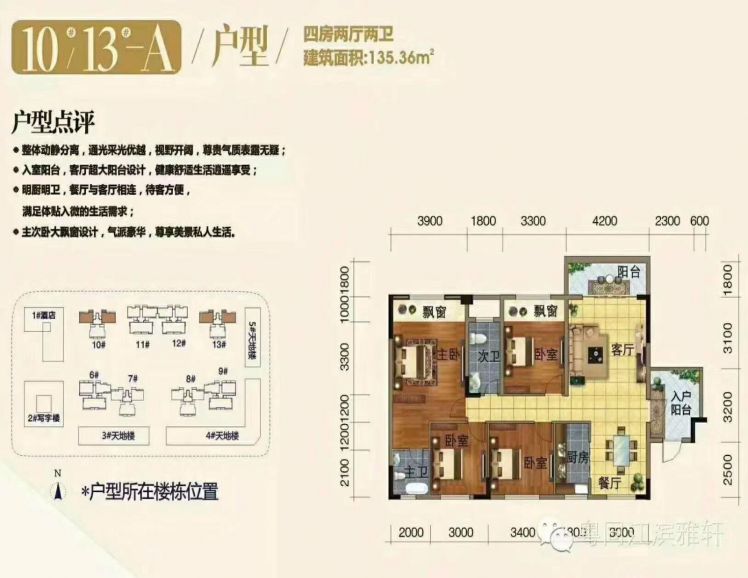 10#/13#-A /户型/
四房两厅两卫
建筑面积:135.36m²
户型点评
● 整体动静分离，通光采光优越，视野开阔，尊贵气质表露无疑；
● 入室阳台，客厅超大阳台设计，健康舒适生活逍遥享受；
● 明厨明卫，餐厅与客厅相连，待客方便，
满足体贴入微的生活需求；
● 主次卧大飘窗设计，气派豪华，尊享美景私人生活。
1#酒店
10#
11#
12#
13#
5#天地楼
6#
7#
8#
9#
2#写字楼
3#天地楼
4#天地楼
N
*户型所在楼栋位置
3900 1800 3300 4200 2300 600
1800 1000 3300 1200 1200 2100
阳台
飘窗
飘窗
主卧
次卫
卧室
客厅
入户
阳台
卧室
卧室
厨房
主卫
餐厅
1800 3100 3200 2500
2000 3000 3400 1800 3000
江滨雅轩